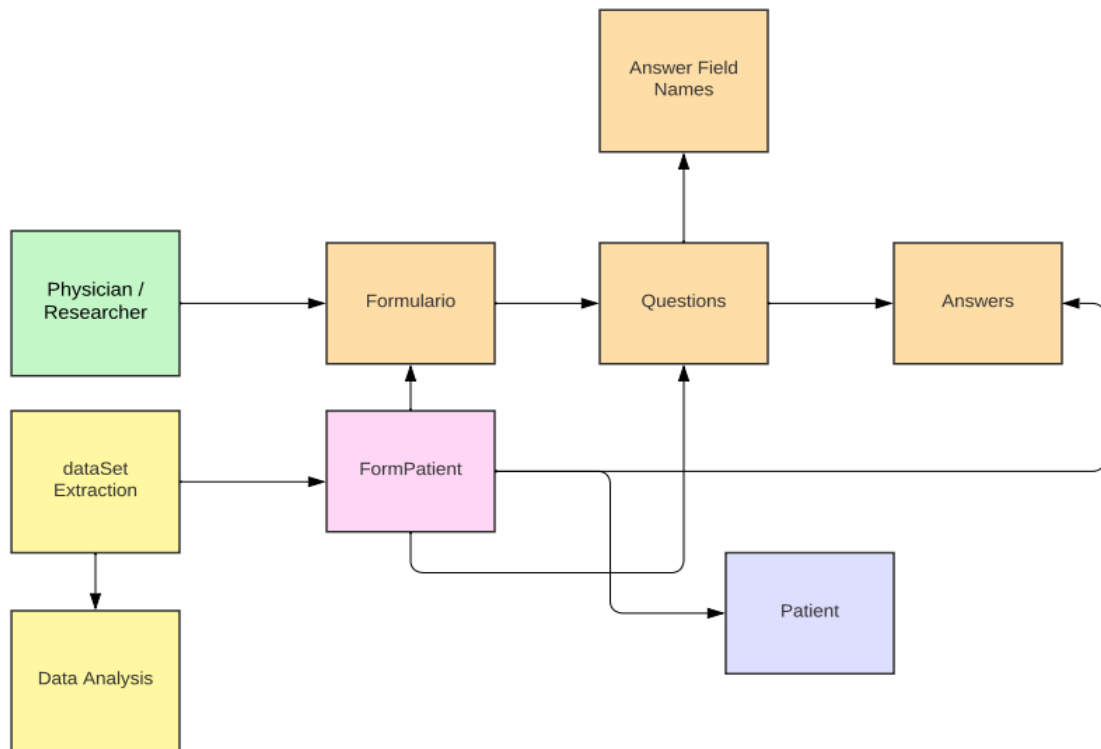 Answer Field
Names
Physician /
Researcher
Formulario
Questions
Answers
dataSet
Extraction
FormPatient
Patient
Data Analysis